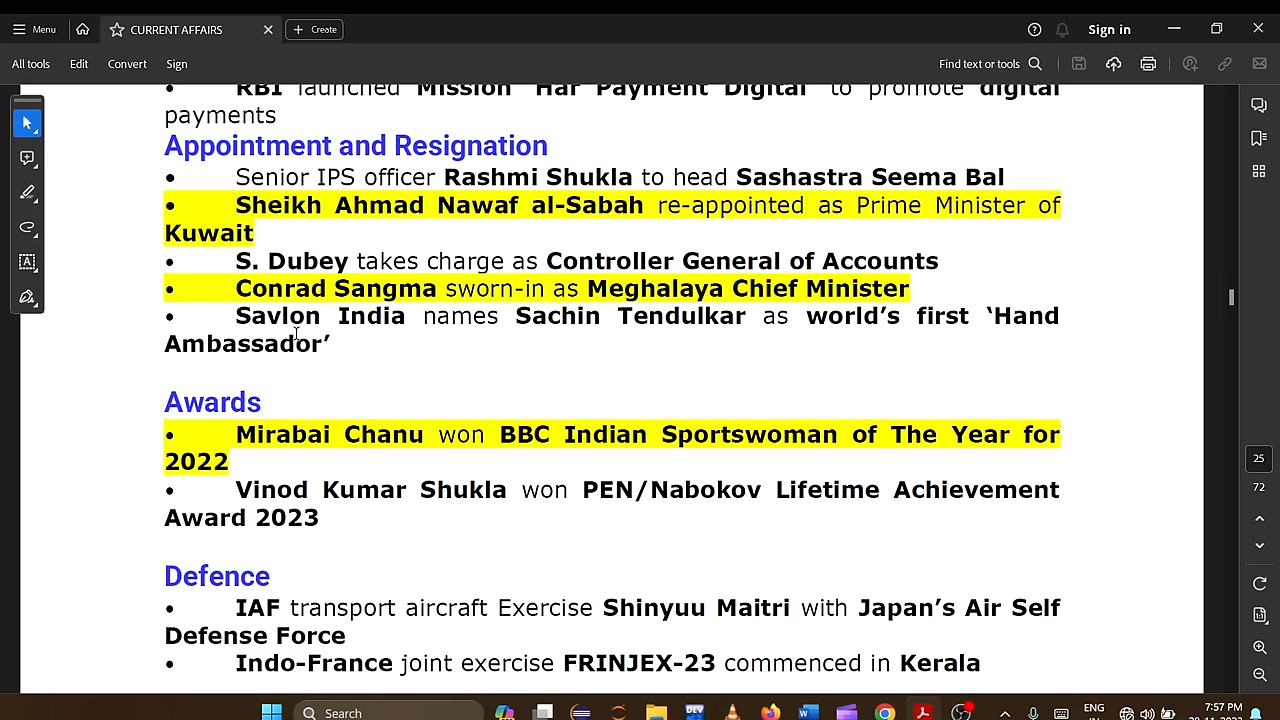 Menu
CURRENT AFFAIRS
Create
Sign in
All tools Edit Convert Sign
Find text or tools
• RBI launched Mission 'Har Payment Digital' to promote digital
payments
Appointment and Resignation
• Senior IPS officer Rashmi Shukla to head Sashastra Seema Bal
• Sheikh Ahmad Nawaf al-Sabah re-appointed as Prime Minister of
Kuwait
• S. Dubey takes charge as Controller General of Accounts
• Conrad Sangma sworn-in as Meghalaya Chief Minister
• Savlon India names Sachin Tendulkar as world’s first ‘Hand
Ambassador’
Awards
• Mirabai Chanu won BBC Indian Sportswoman of The Year for
2022
• Vinod Kumar Shukla won PEN/Nabokov Lifetime Achievement
Award 2023
Defence
• IAF transport aircraft Exercise Shinyuu Maitri with Japan’s Air Self
Defense Force
• Indo-France joint exercise FRINJEX-23 commenced in Kerala
25
72
Search
DEV
ENG
7:57 PM